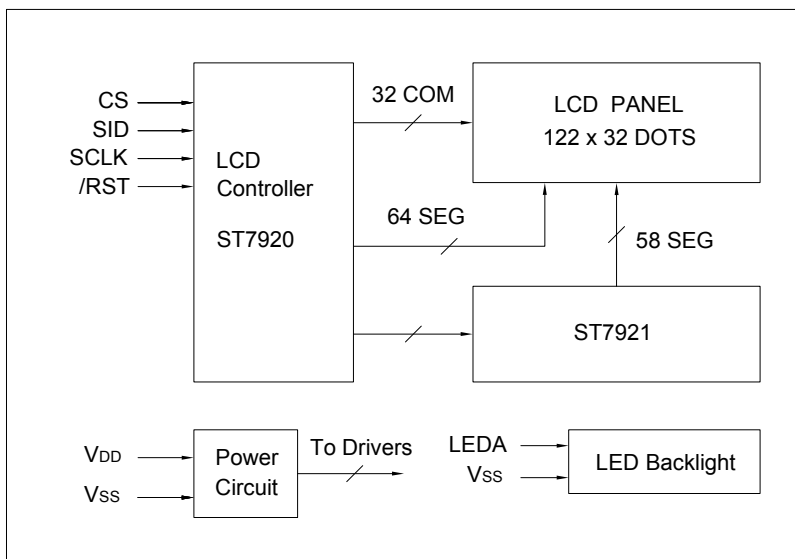 CS
SID
SCLK
/RST
LCD
Controller
ST7920
32 COM
64 SEG
LCD PANEL
122 x 32 DOTS
58 SEG
ST7921
VDD
VSS
Power
Circuit
To Drivers
LEDA
VSS
LED Backlight